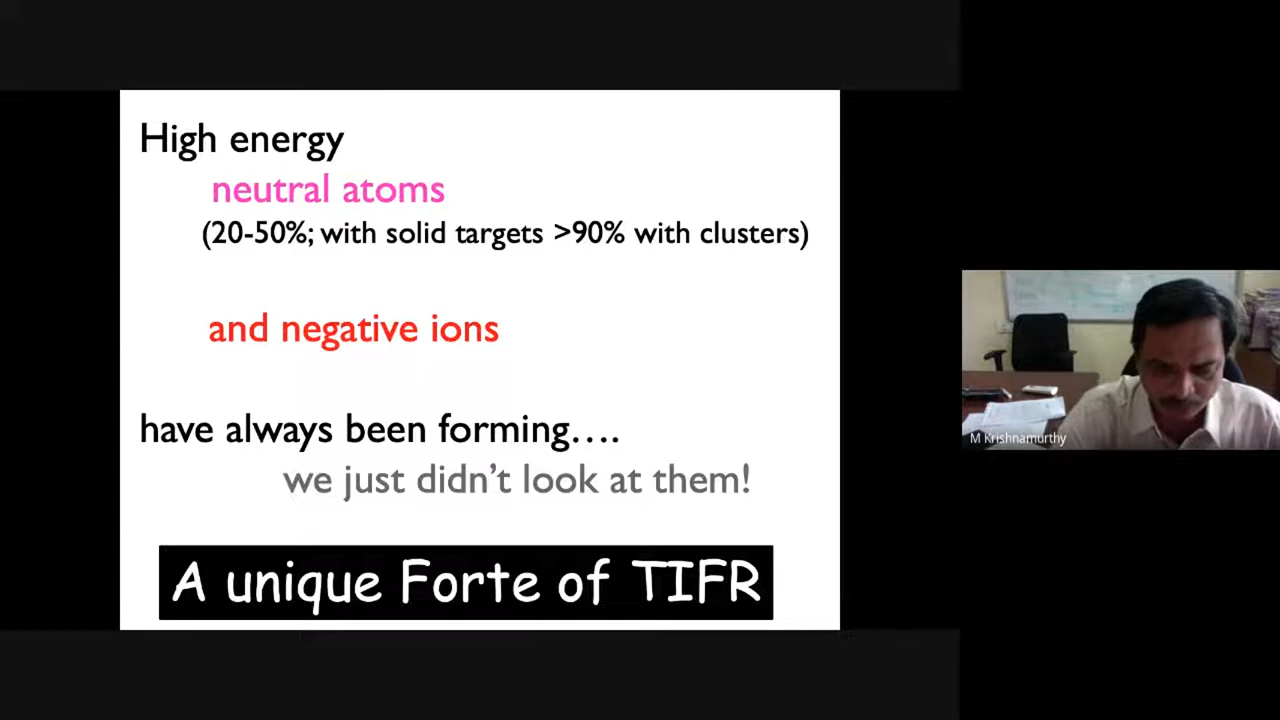 High energy
neutral atoms
(20-50%; with solid targets >90% with clusters)
and negative ions
have always been forming....
we just didn't look at them!
A unique Forte of TIFR
M Krishnamurthy